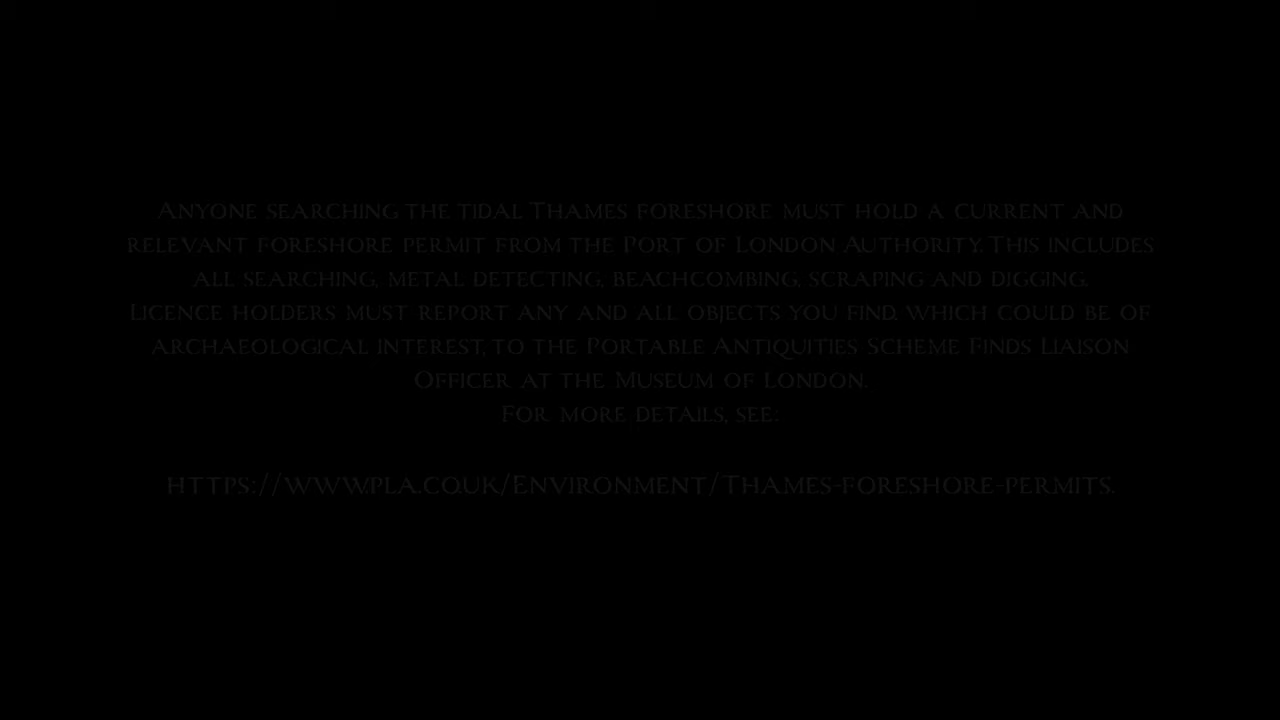 Anyone searching the tidal Thames foreshore must hold a current and
relevant foreshore permit from the Port of London Authority. This includes
all searching, metal detecting, beachcombing, scraping and digging.
Licence holders must report any and all objects you find, which could be of
archaeological interest, to the Portable Antiquities Scheme Finds Liaison
Officer at the Museum of London.
For more details, see:
https://www.pla.co.uk/Environment/Thames-foreshore-permits.